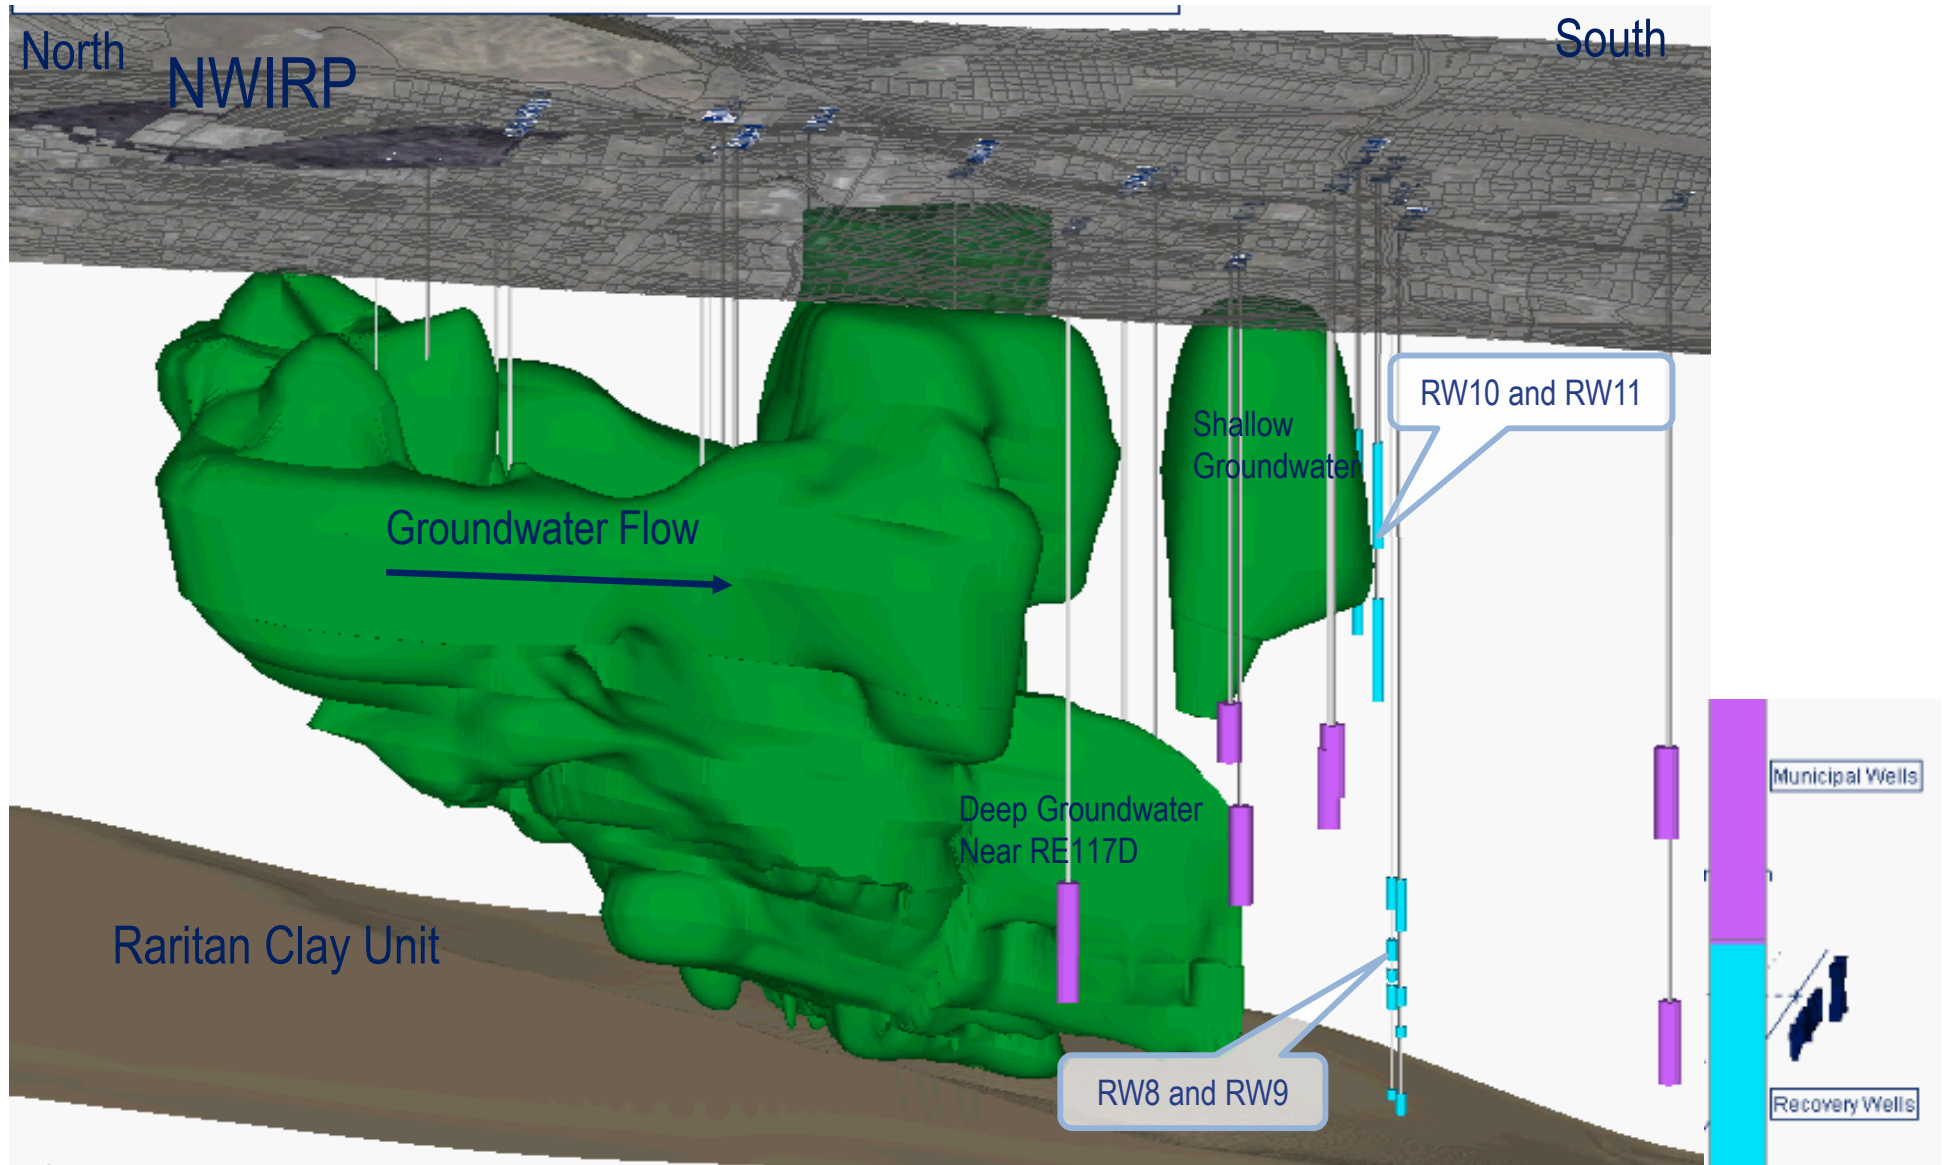 North
NWIRP
South
RW10 and RW11
Shallow
Groundwater
Groundwater Flow
Municipal Wells
Deep Groundwater
Near RE117D
Raritan Clay Unit
RW8 and RW9
Recovery Wells